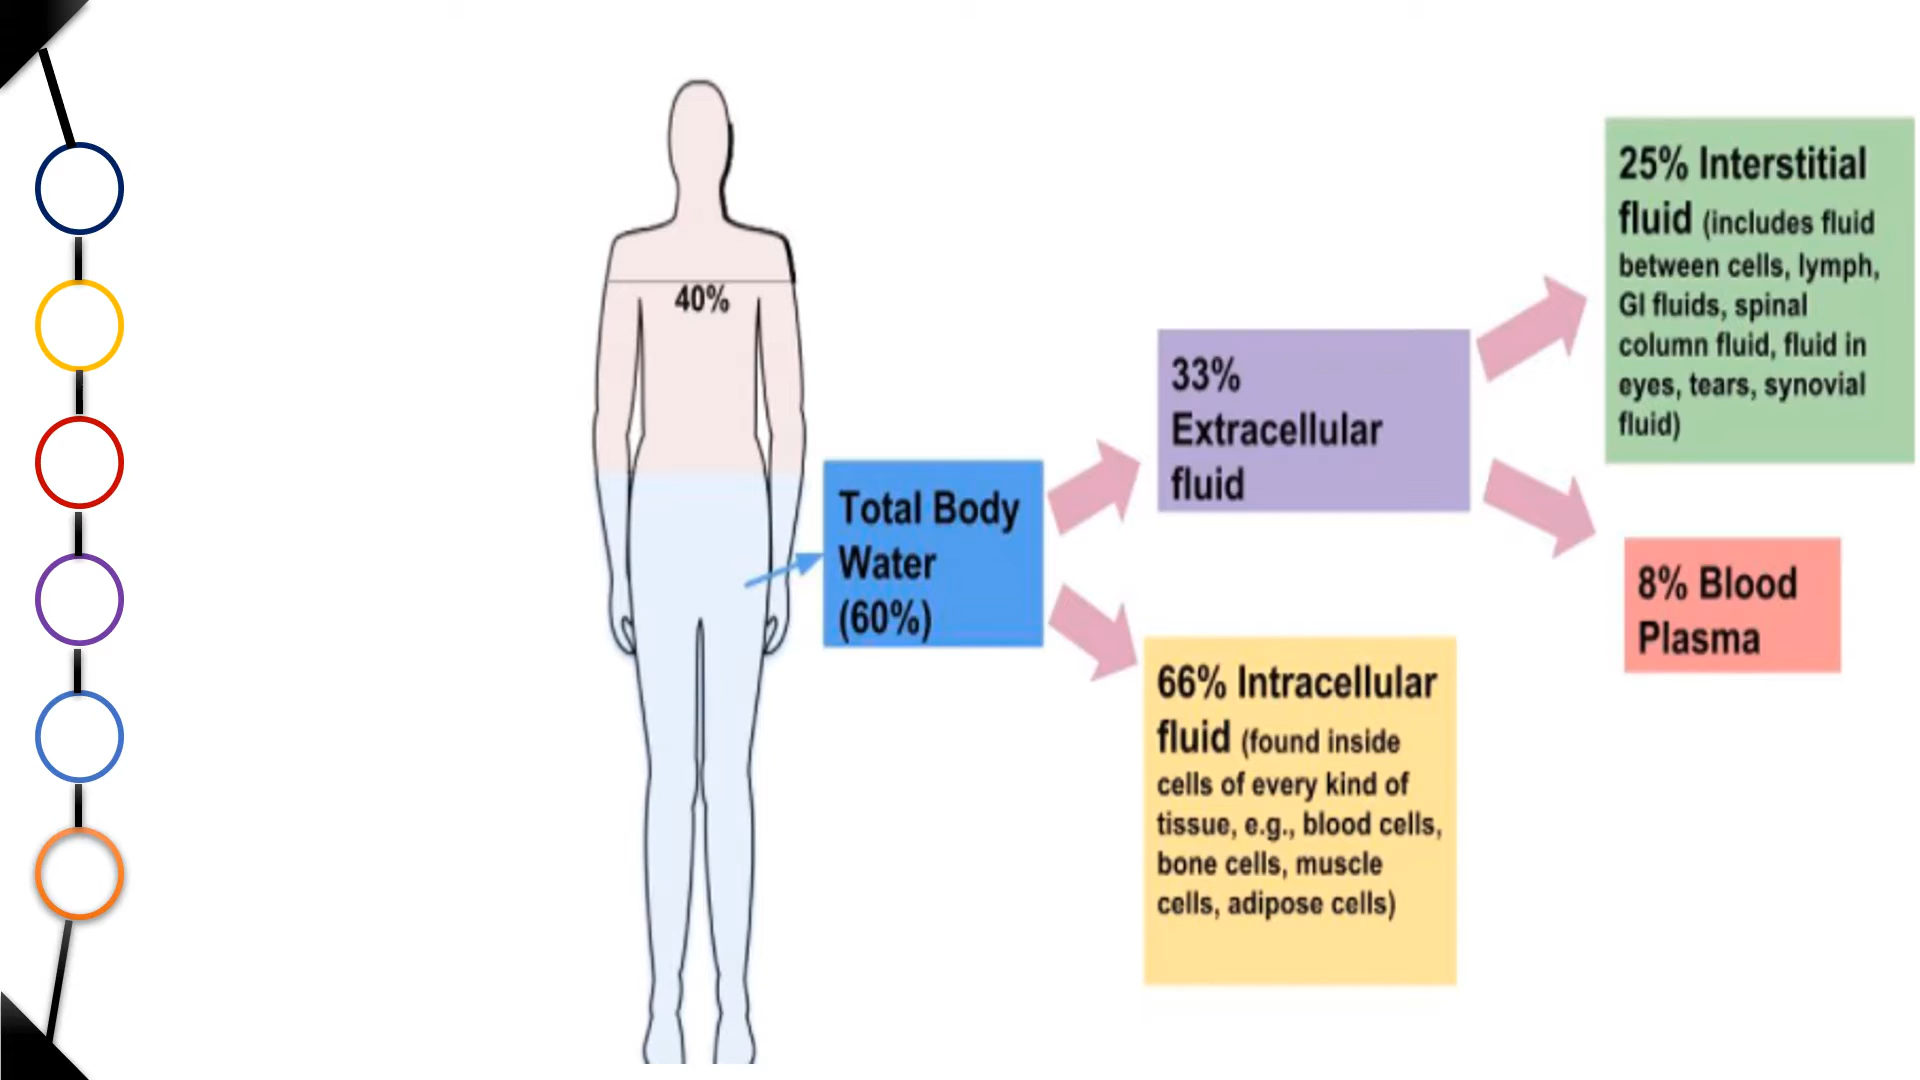 40%
Total Body
Water
(60%)
33%
Extracellular
fluid
66% Intracellular
fluid (found inside
cells of every kind of
tissue, e.g., blood cells,
bone cells, muscle
cells, adipose cells)
25% Interstitial
fluid (includes fluid
between cells, lymph,
GI fluids, spinal
column fluid, fluid in
eyes, tears, synovial
fluid)
8% Blood
Plasma